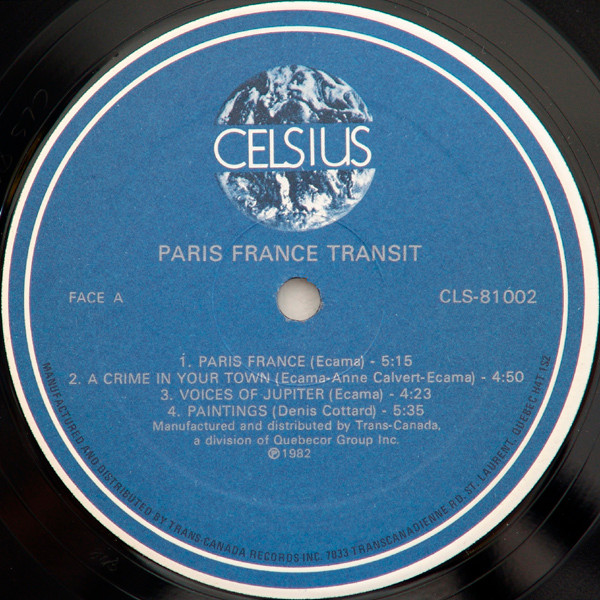 CELSIUS
PARIS FRANCE TRANSIT
FACE A
CLS-81002
1. PARIS FRANCE (Ecama) - 5:15
2. A CRIME IN YOUR TOWN (Ecama-Anne Calvert-Ecama) - 4:50
3. VOICES OF JUPITER (Ecama) - 4:23
4. PAINTINGS (Denis Cottard) - 5:35
Manufactured and distributed by Trans-Canada,
a division of Quebecor Group Inc.
℗1982
MANUFACTURED AND DISTRIBUTED BY TRANS-CANADA RECORDS INC. 7033 TRANSCANADIENNE RD. ST. LAURENT, QUEBEC H4T 1S2